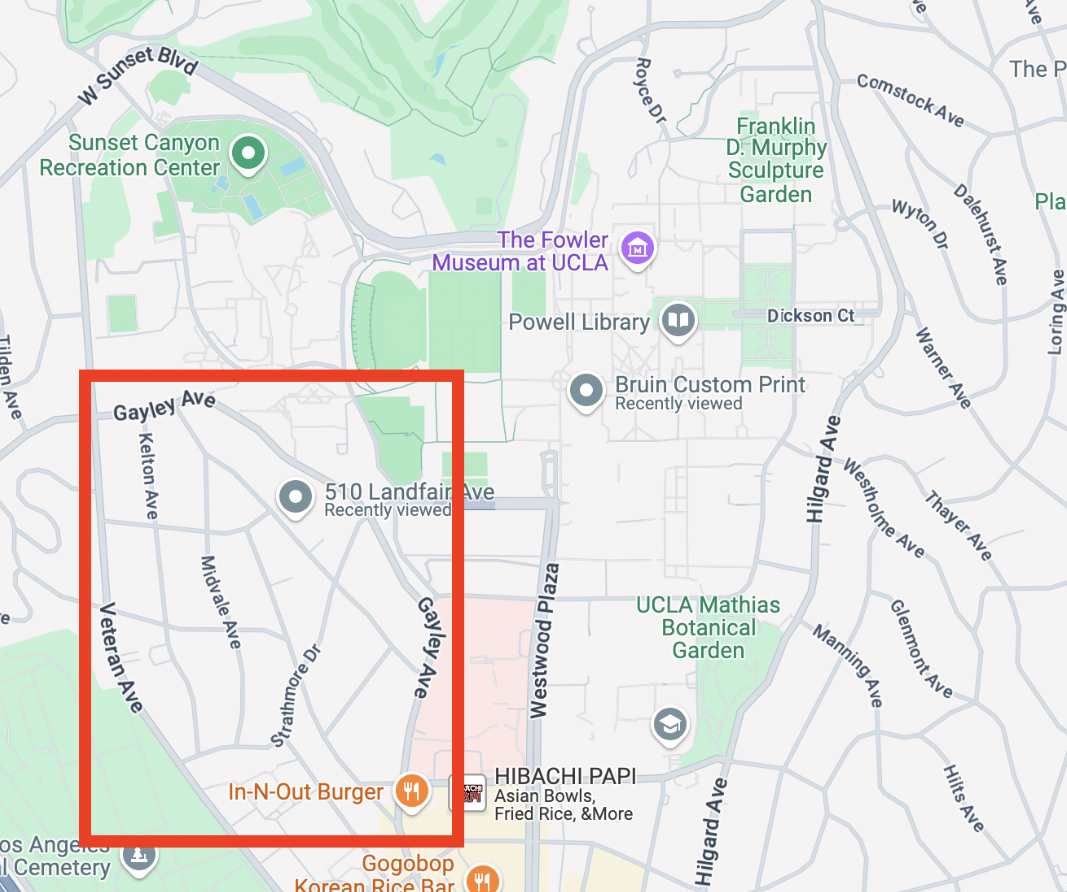 W Sunset Blvd
Royce Dr
Ave
Ave
The P
Comstock Ave
Sunset Canyon
Recreation Center
Franklin
D. Murphy
Sculpture
Garden
Dalehurst Ave
Wyton Dr
Pla
The Fowler
Museum at UCLA
Loring Ave
Powell Library
Dickson Ct
Tilden Ave
Warner Ave
Bruin Custom Print
Recently viewed
Gayley Ave
Kelton Ave
Hilgard Ave
510 Landfair Ave
Recently viewed
Westholme Ave
Thayer Ave
Midvale Ave
Westwood Plaza
Veteran Ave
Gayley Ave
UCLA Mathias
Botanical
Garden
Glenmont Ave
Manning Ave
Strathmore Dr
In-N-Out Burger
HIBACHI PAPI
Asian Bowls,
Fried Rice, &More
Hilts Ave
Hilgard Ave
os Angeles
al Cemetery
Gogobop
Korean Rice Bar